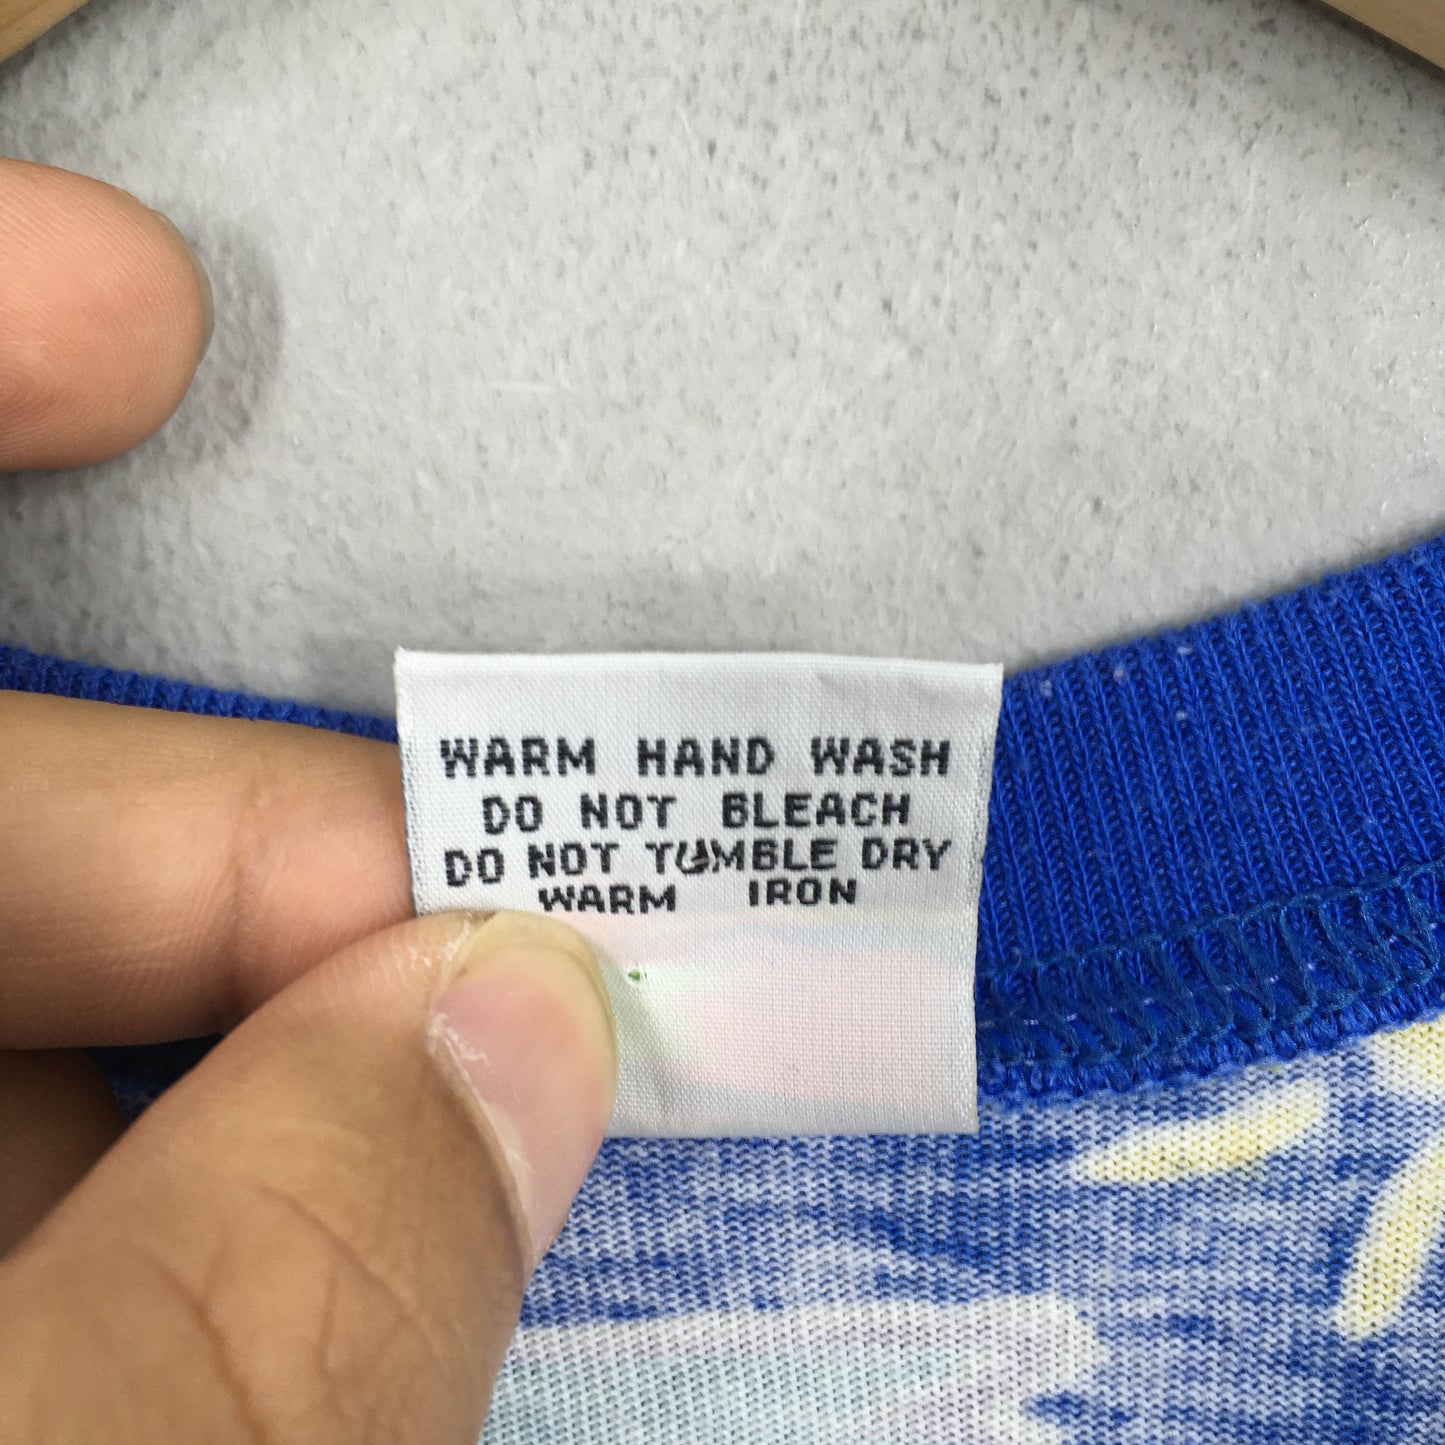 WARM HAND WASH
DO NOT BLEACH
DO NOT TUMBLE DRY
WARM IRON